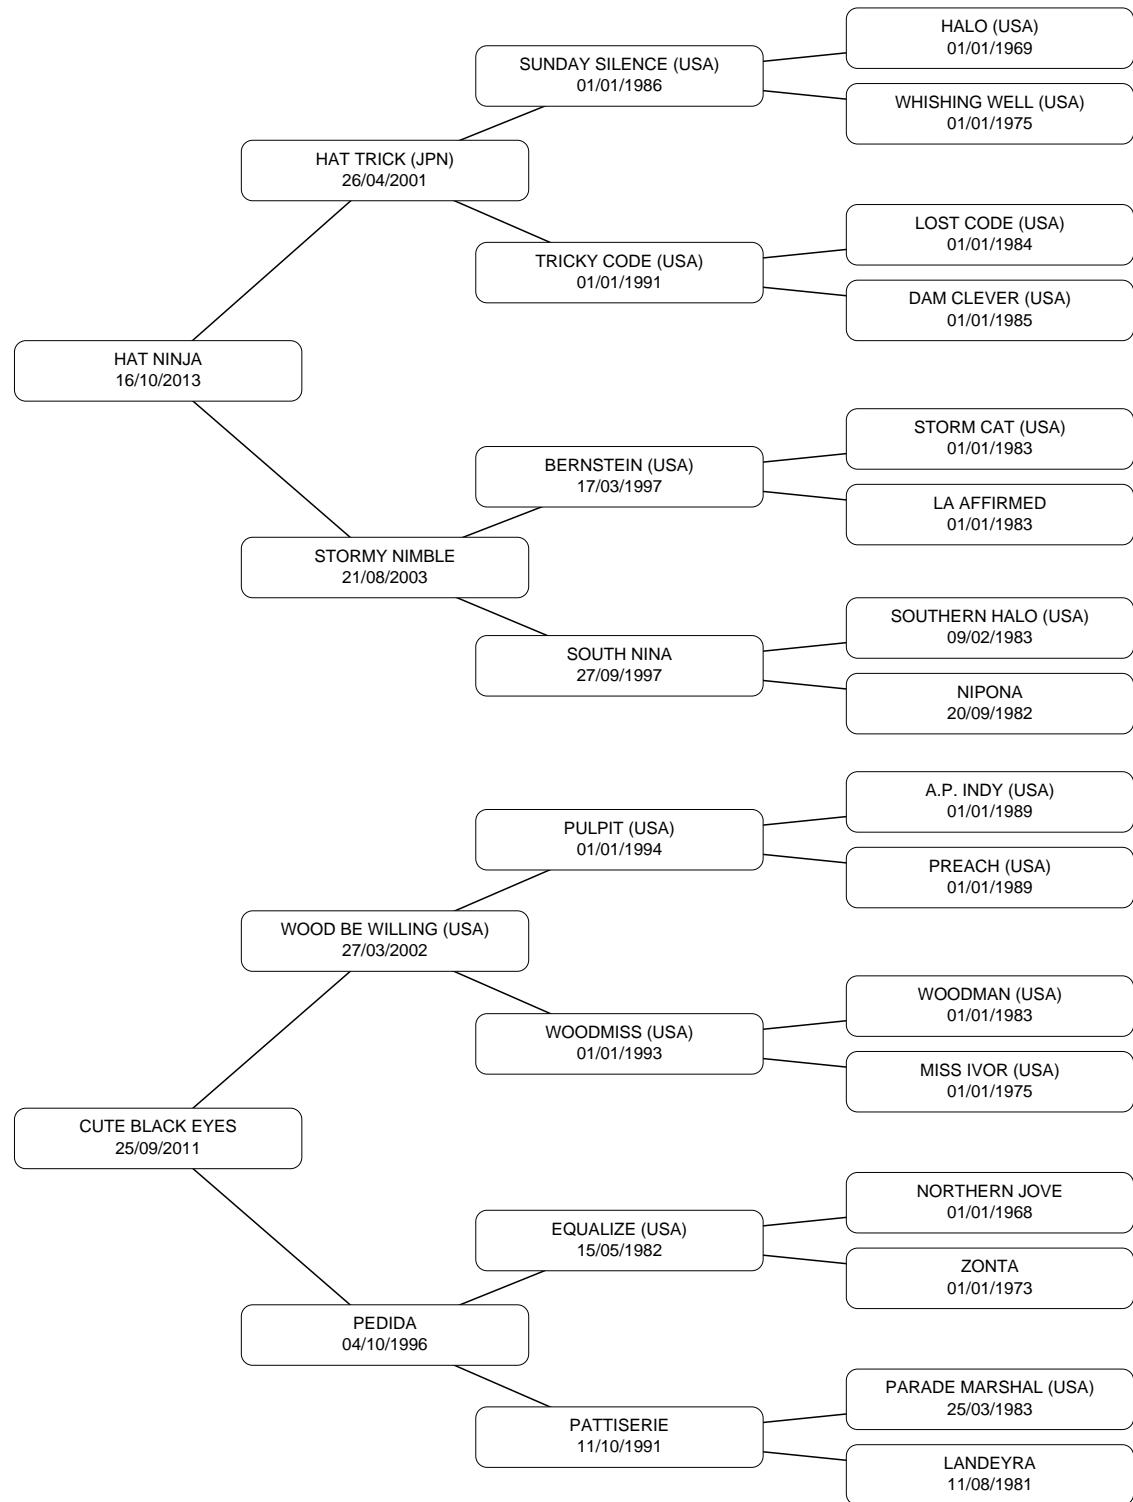 HALO (USA)
01/01/1969
SUNDAY SILENCE (USA)
01/01/1986
WHISHING WELL (USA)
01/01/1975
HAT TRICK (JPN)
26/04/2001
LOST CODE (USA)
01/01/1984
TRICKY CODE (USA)
01/01/1991
DAM CLEVER (USA)
01/01/1985
HAT NINJA
16/10/2013
STORM CAT (USA)
01/01/1983
BERNSTEIN (USA)
17/03/1997
LA AFFIRMED
01/01/1983
STORMY NIMBLE
21/08/2003
SOUTHERN HALO (USA)
09/02/1983
SOUTH NINA
27/09/1997
NIPONA
20/09/1982
A.P. INDY (USA)
01/01/1989
PULPIT (USA)
01/01/1994
PREACH (USA)
01/01/1989
WOOD BE WILLING (USA)
27/03/2002
WOODMAN (USA)
01/01/1983
WOODMISS (USA)
01/01/1993
MISS IVOR (USA)
01/01/1975
CUTE BLACK EYES
25/09/2011
NORTHERN JOVE
01/01/1968
EQUALIZE (USA)
15/05/1982
ZONTA
01/01/1973
PEDIDA
04/10/1996
PARADE MARSHAL (USA)
25/03/1983
PATTISERIE
11/10/1991
LANDEYRA
11/08/1981